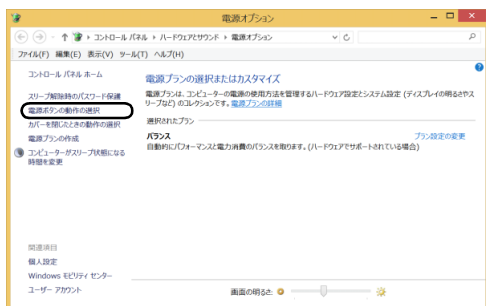 電源オプション
コントロール パネル ▸ ハードウェアとサウンド ▸ 電源オプション
ファイル(F) 編集(E) 表示(V) ツール(T) ヘルプ(H)
コントロール パネル ホーム
スリープ解除時のパスワード保護
電源ボタンの動作の選択
カバーを閉じたときの動作の選択
電源プランの作成
コンピューターがスリープ状態になる
時間を変更
電源プランの選択またはカスタマイズ
電源プランは、コンピューターの電源の使用方法を管理するハードウェア設定とシステム設定 (ディスプレイの明るさやス
リープなど) のコレクションです。電源プランの詳細
選択されたプラン
バランス
プラン設定の変更
自動的にパフォーマンスと電力消費のバランスを取ります。(ハードウェアでサポートされている場合)
関連項目
個人設定
Windows モビリティ センター
ユーザー アカウント
画面の明るさ: